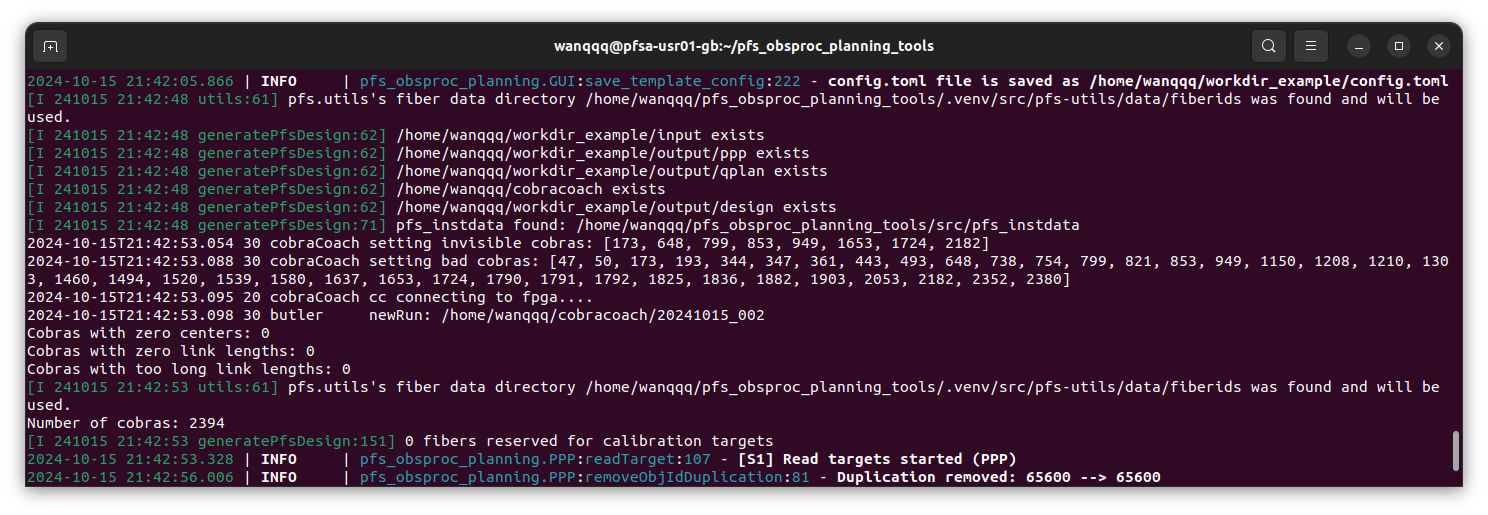 wanqqq@pfsa-usr01-gb:~/pfs_obsproc_planning_tools
2024-10-15 21:42:05.866 | INFO     | pfs_obsproc_planning.GUI:save_template_config:222 - config.toml file is saved as /home/wanqqq/workdir_example/config.toml
[I 241015 21:42:48 utils:61] pfs.utils's fiber data directory /home/wanqqq/pfs_obsproc_planning_tools/.venv/src/pfs-utils/data/fiberids was found and will be
used.
[I 241015 21:42:48 generatePfsDesign:62] /home/wanqqq/workdir_example/input exists
[I 241015 21:42:48 generatePfsDesign:62] /home/wanqqq/workdir_example/output/ppp exists
[I 241015 21:42:48 generatePfsDesign:62] /home/wanqqq/workdir_example/output/qplan exists
[I 241015 21:42:48 generatePfsDesign:62] /home/wanqqq/cobracoach exists
[I 241015 21:42:48 generatePfsDesign:62] /home/wanqqq/workdir_example/output/design exists
[I 241015 21:42:48 generatePfsDesign:71] pfs_instdata found: /home/wanqqq/pfs_obsproc_planning_tools/src/pfs_instdata
2024-10-15T21:42:53.054 30 cobraCoach setting invisible cobras: [173, 648, 799, 853, 949, 1653, 1724, 2182]
2024-10-15T21:42:53.088 30 cobraCoach setting bad cobras: [47, 50, 173, 193, 344, 347, 361, 443, 493, 648, 738, 754, 799, 821, 853, 949, 1150, 1208, 1210, 130
3, 1460, 1494, 1520, 1539, 1580, 1637, 1653, 1724, 1790, 1791, 1792, 1825, 1836, 1882, 1903, 2053, 2182, 2352, 2380]
2024-10-15T21:42:53.095 20 cobraCoach cc connecting to fpga....
2024-10-15T21:42:53.098 30 butler     newRun: /home/wanqqq/cobracoach/20241015_002
Cobras with zero centers: 0
Cobras with zero link lengths: 0
Cobras with too long link lengths: 0
[I 241015 21:42:53 utils:61] pfs.utils's fiber data directory /home/wanqqq/pfs_obsproc_planning_tools/.venv/src/pfs-utils/data/fiberids was found and will be
used.
Number of cobras: 2394
[I 241015 21:42:53 generatePfsDesign:151] 0 fibers reserved for calibration targets
2024-10-15 21:42:53.328 | INFO     | pfs_obsproc_planning.PPP:readTarget:107 - [S1] Read targets started (PPP)
2024-10-15 21:42:56.006 | INFO     | pfs_obsproc_planning.PPP:removeObjIdDuplication:81 - Duplication removed: 65600 --> 65600